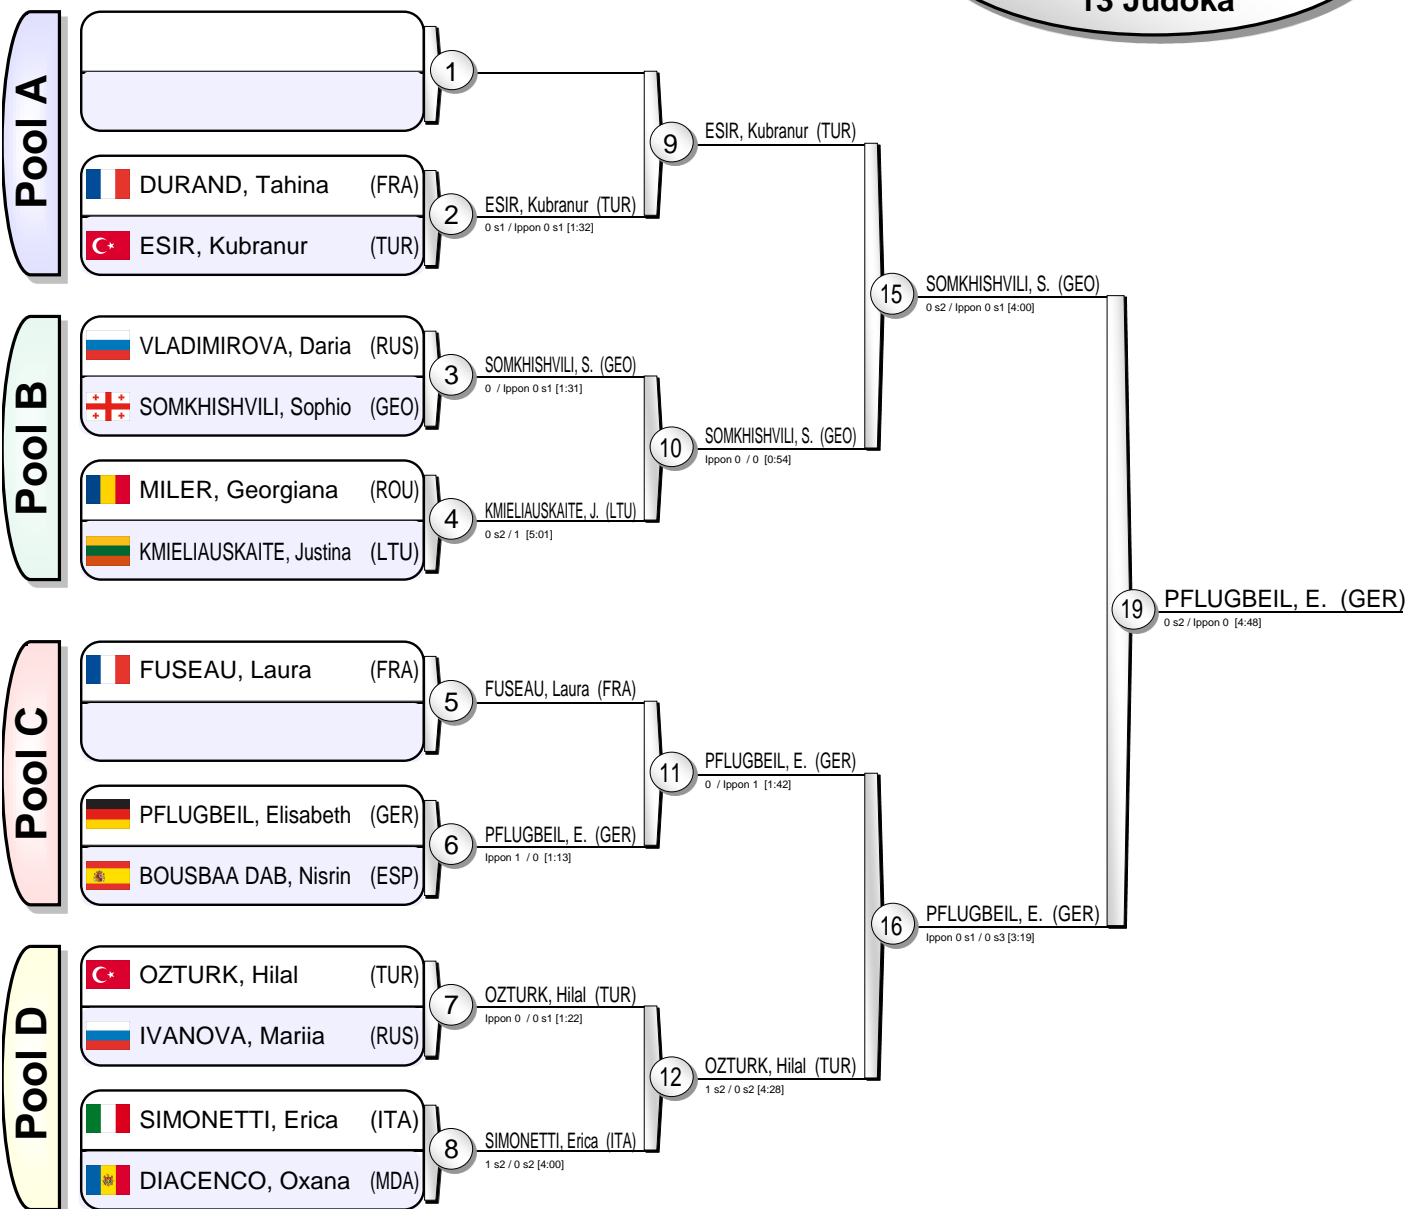 13 Judoka
Pool A
1
DURAND, Tahina (FRA)
ESIR, Kubranur (TUR)
2
ESIR, Kubranur (TUR)
0 s1 / Ippon 0 s1 [1:32]
9
ESIR, Kubranur (TUR)
Pool B
VLADIMIROVA, Daria (RUS)
SOMKHISHVILI, Sophio (GEO)
3
SOMKHISHVILI, S. (GEO)
0 / Ippon 0 s1 [1:31]
MILER, Georgiana (ROU)
KMIELIAUSKAITE, Justina (LTU)
4
KMIELIAUSKAITE, J. (LTU)
0 s2 / 1 [5:01]
10
SOMKHISHVILI, S. (GEO)
Ippon 0 / 0 [0:54]
15
SOMKHISHVILI, S. (GEO)
0 s2 / Ippon 0 s1 [4:00]
Pool C
FUSEAU, Laura (FRA)
5
FUSEAU, Laura (FRA)
PFLUGBEIL, Elisabeth (GER)
BOUSBAA DAB, Nisrin (ESP)
6
PFLUGBEIL, E. (GER)
Ippon 1 / 0 [1:13]
11
PFLUGBEIL, E. (GER)
0 / Ippon 1 [1:42]
Pool D
OZTURK, Hilal (TUR)
IVANOVA, Mariia (RUS)
7
OZTURK, Hilal (TUR)
Ippon 0 / 0 s1 [1:22]
SIMONETTI, Erica (ITA)
DIACENCO, Oxana (MDA)
8
SIMONETTI, Erica (ITA)
1 s2 / 0 s2 [4:00]
12
OZTURK, Hilal (TUR)
1 s2 / 0 s2 [4:28]
16
PFLUGBEIL, E. (GER)
Ippon 0 s1 / 0 s3 [3:19]
19
PFLUGBEIL, E. (GER)
0 s2 / Ippon 0 [4:48]